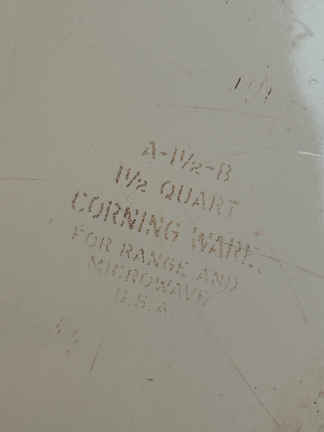 A-1½-B
1½ QUART
CORNING WARE.
FOR RANGE AND
MICROWAVE
U.S.A